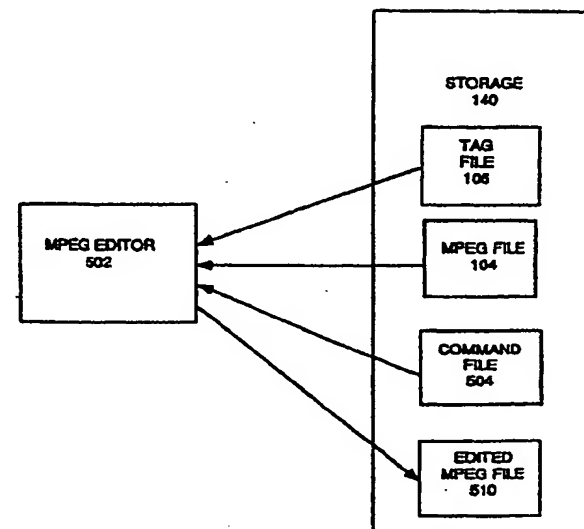 STORAGE
140
TAG
FILE
106
MPEG EDITOR
502
MPEG FILE
104
COMMAND
FILE
504
EDITED
MPEG FILE
510